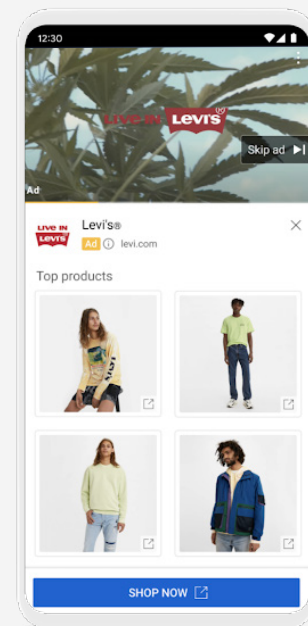 12:30
LIVE IN LEVI'S®
Skip ad
Ad
LIVE IN
LEVI'S
Levi's®
Ad levi.com
Top products
SHOP NOW